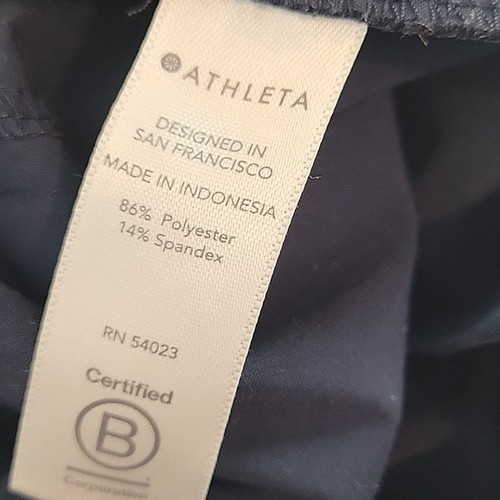 ATHLETA
DESIGNED IN
SAN FRANCISCO
MADE IN INDONESIA
86% Polyester
14% Spandex
RN 54023
Certified
B
Corporation